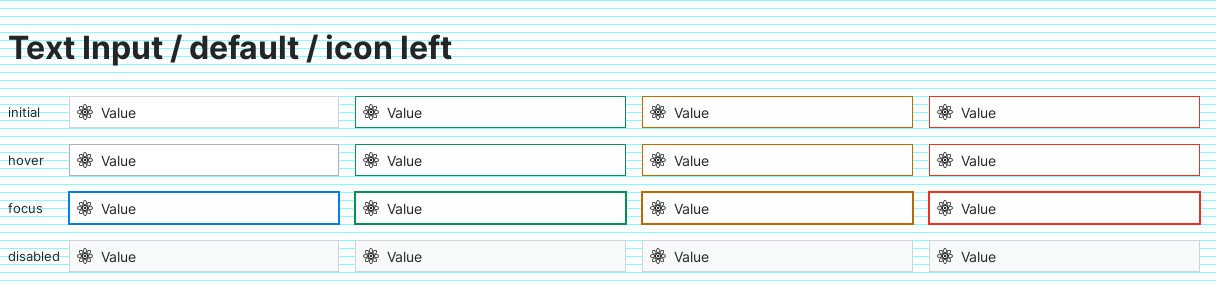 Text Input / default / icon left
initial Value Value Value Value
hover Value Value Value Value
focus Value Value Value Value
disabled Value Value Value Value